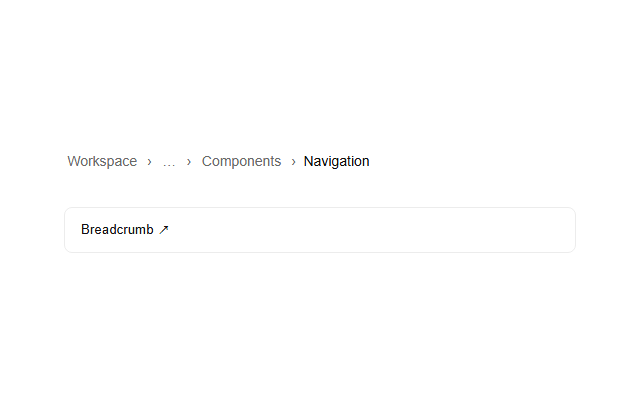 Workspace › … › Components › Navigation
Breadcrumb ↗